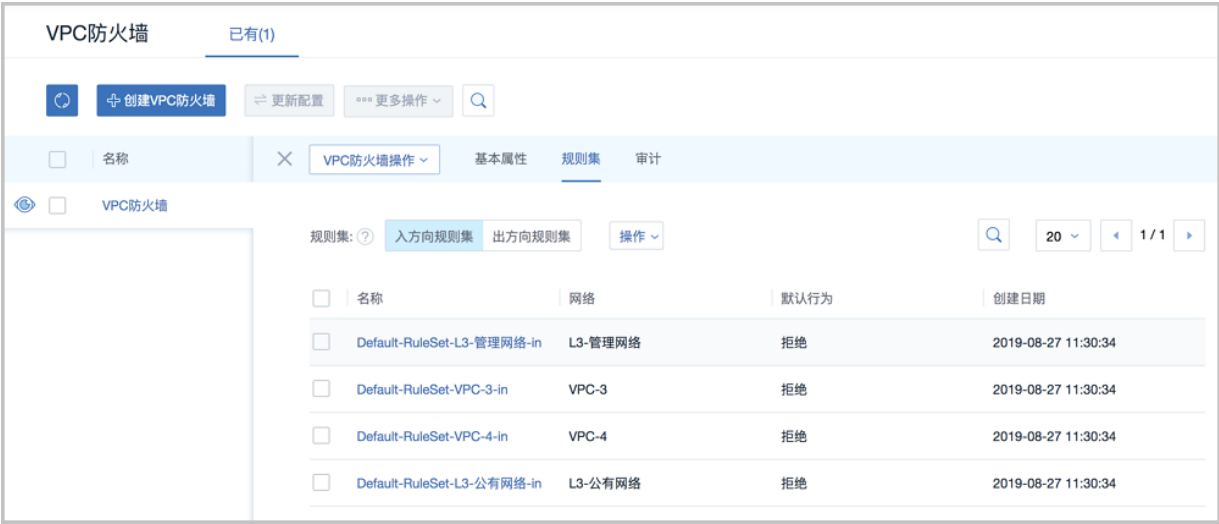 VPC防火墙 已有(1)
创建VPC防火墙 更新配置 更多操作
名称 VPC防火墙操作 基本属性 规则集 审计
VPC防火墙
规则集: ? 入方向规则集 出方向规则集 操作 20 1 / 1
名称 网络 默认行为 创建日期
Default-RuleSet-L3-管理网络-in L3-管理网络 拒绝 2019-08-27 11:30:34
Default-RuleSet-VPC-3-in VPC-3 拒绝 2019-08-27 11:30:34
Default-RuleSet-VPC-4-in VPC-4 拒绝 2019-08-27 11:30:34
Default-RuleSet-L3-公有网络-in L3-公有网络 拒绝 2019-08-27 11:30:34